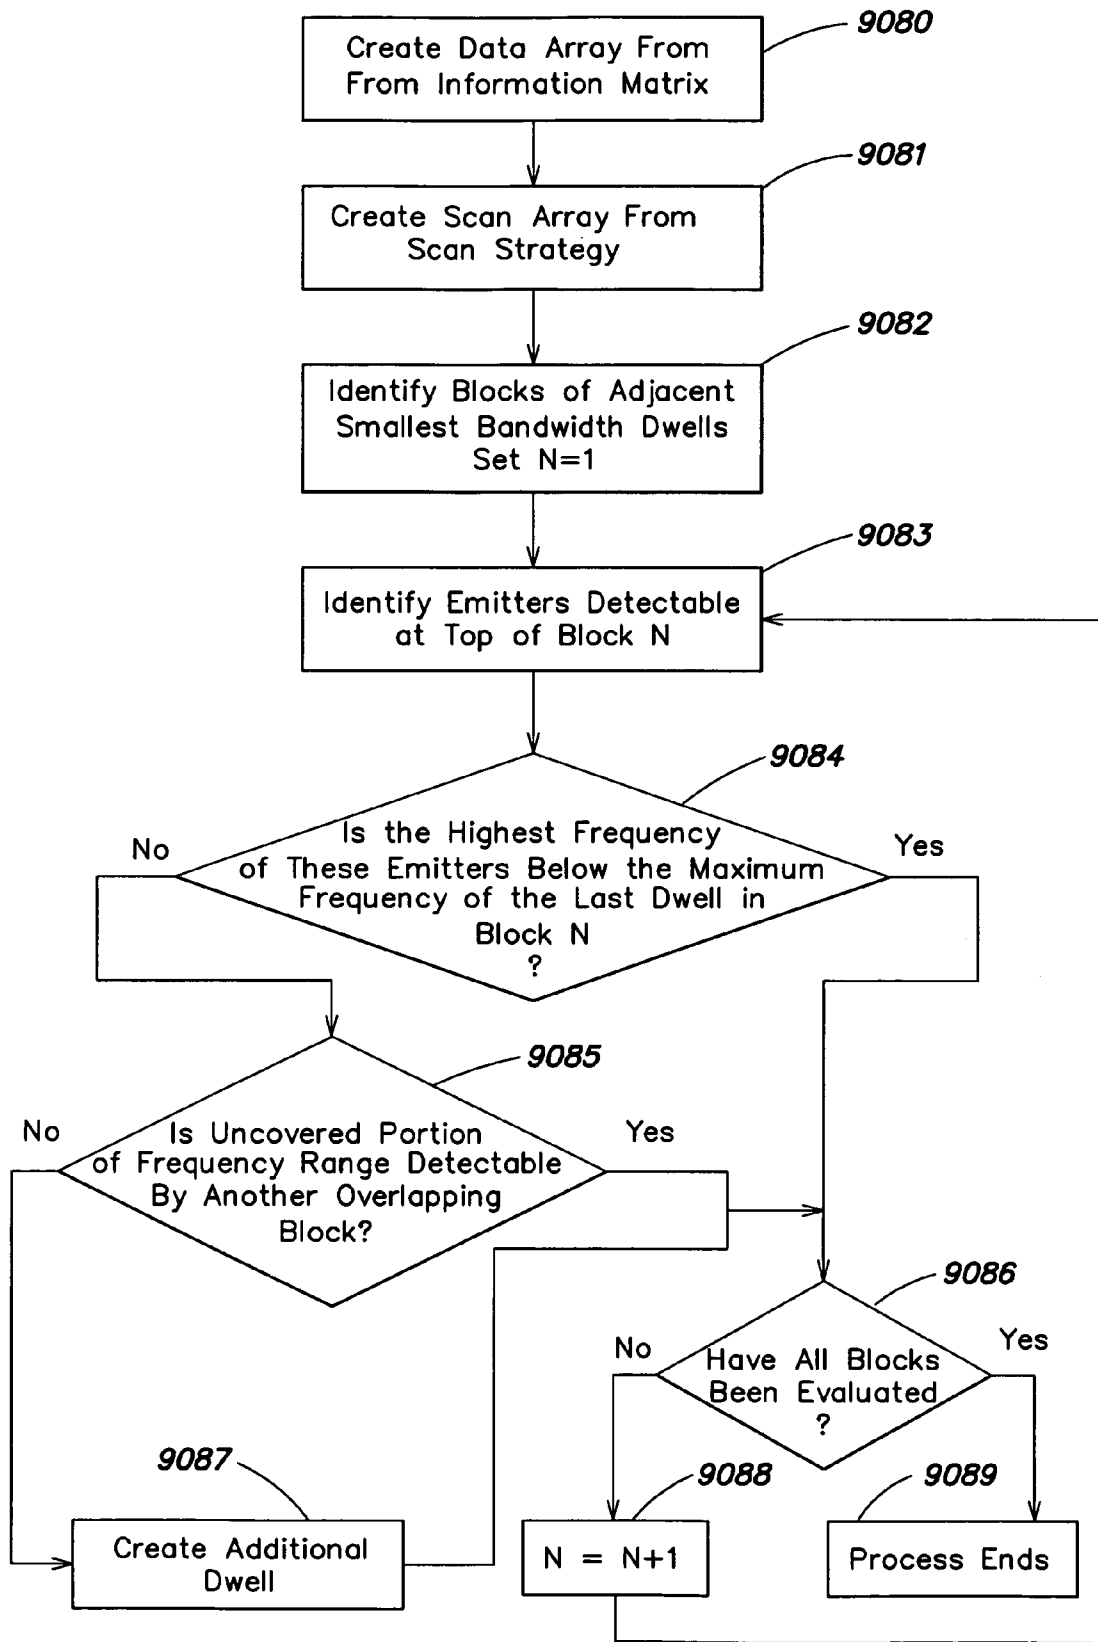 9080
Create Data Array From
From Information Matrix
9081
Create Scan Array From
Scan Strategy
9082
Identify Blocks of Adjacent
Smallest Bandwidth Dwells
Set N=1
9083
Identify Emitters Detectable
at Top of Block N
9084
Is the Highest Frequency
of These Emitters Below the Maximum
Frequency of the Last Dwell in
Block N
?
No
Yes
9085
Is Uncovered Portion
of Frequency Range Detectable
By Another Overlapping
Block?
No
Yes
9086
Have All Blocks
Been Evaluated
?
No
Yes
9087
Create Additional
Dwell
9088
N = N+1
9089
Process Ends